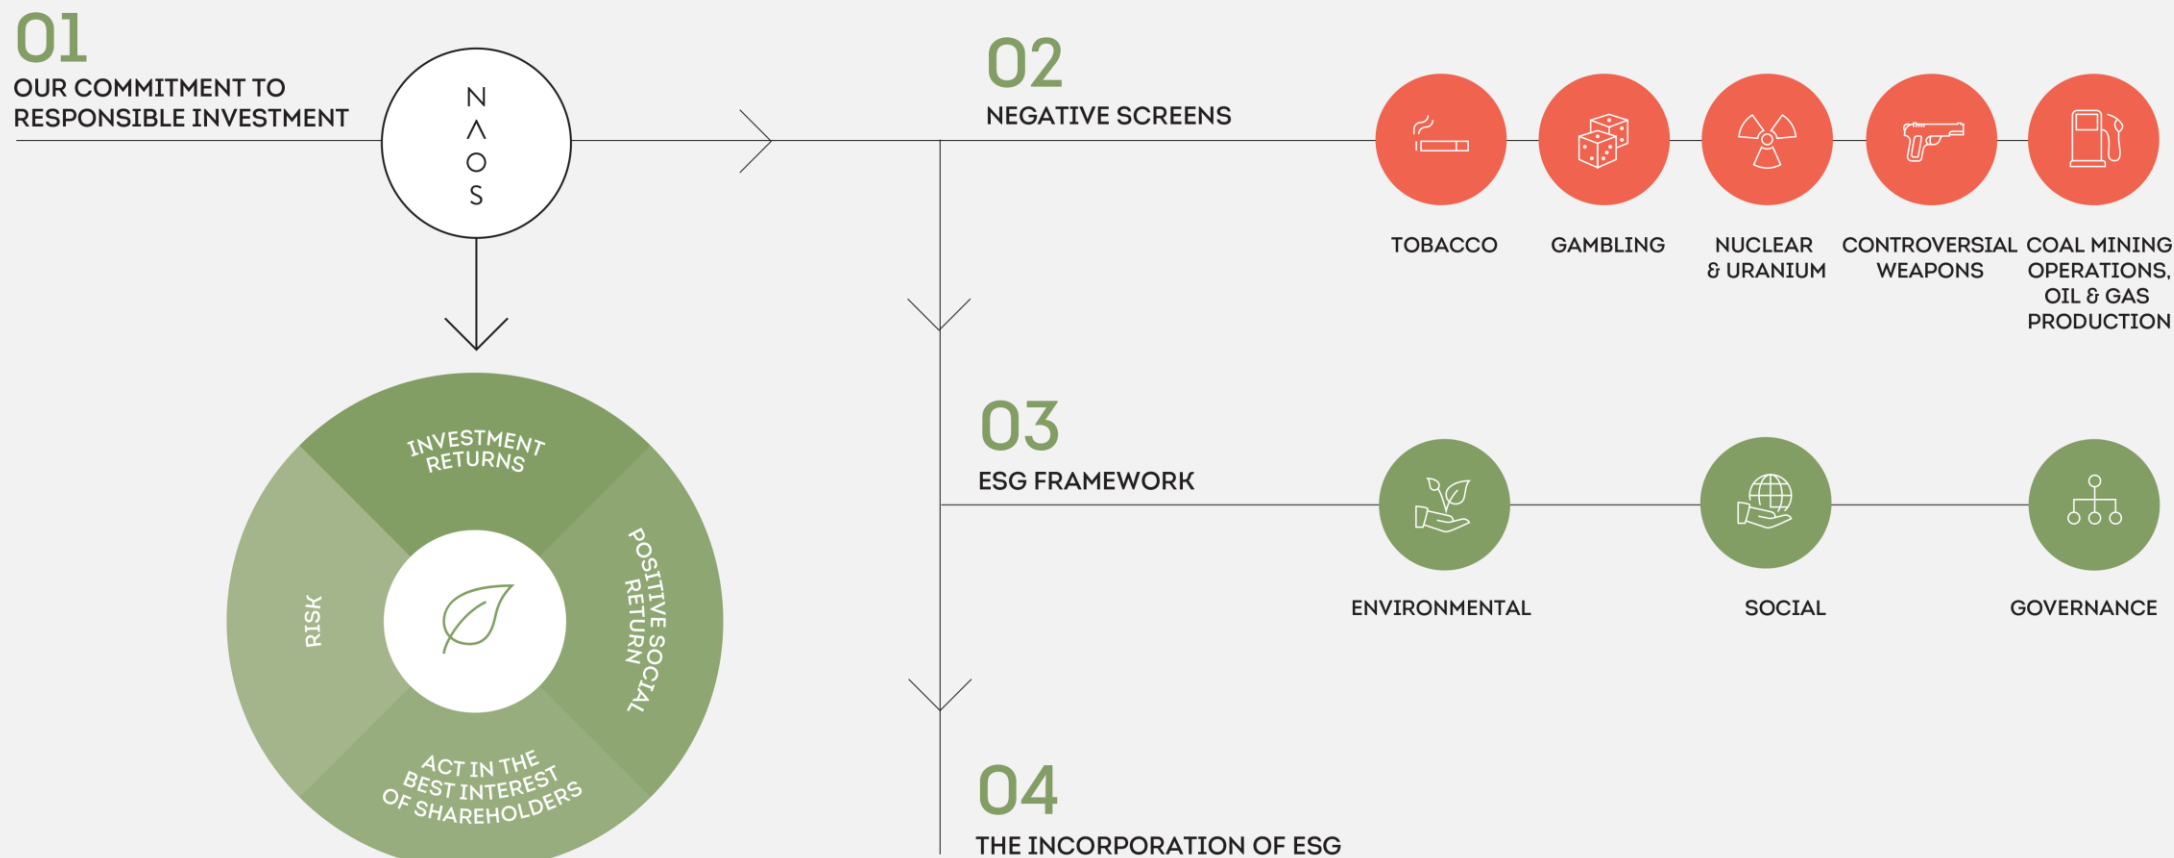 01
OUR COMMITMENT TO
RESPONSIBLE INVESTMENT
N
Λ
O
S
INVESTMENT
RETURNS
POSITIVE SOCIAL
RETURN
ACT IN THE
BEST INTEREST
OF SHAREHOLDERS
RISK
02
NEGATIVE SCREENS
TOBACCO
GAMBLING
NUCLEAR
& URANIUM
CONTROVERSIAL
WEAPONS
COAL MINING
OPERATIONS,
OIL & GAS
PRODUCTION
03
ESG FRAMEWORK
ENVIRONMENTAL
SOCIAL
GOVERNANCE
04
THE INCORPORATION OF ESG